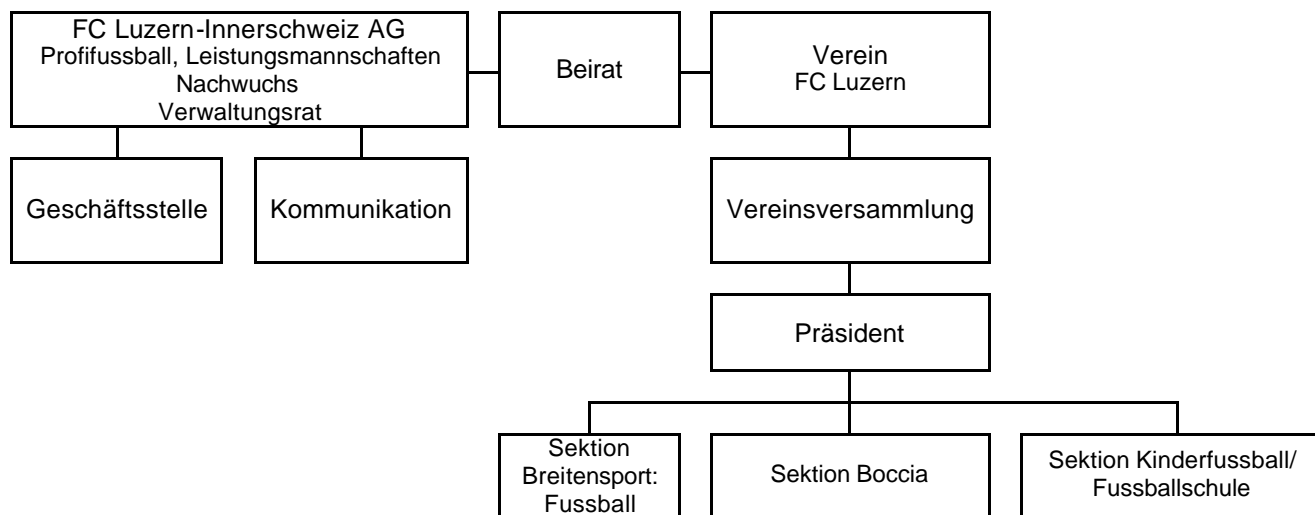 FC Luzern-Innerschweiz AG
Profifussball, Leistungsmannschaften
Nachwuchs
Verwaltungsrat
Beirat
Verein
FC Luzern
Geschäftsstelle
Kommunikation
Vereinsversammlung
Präsident
Sektion
Breitensport:
Fussball
Sektion Boccia
Sektion Kinderfussball/
Fussballschule